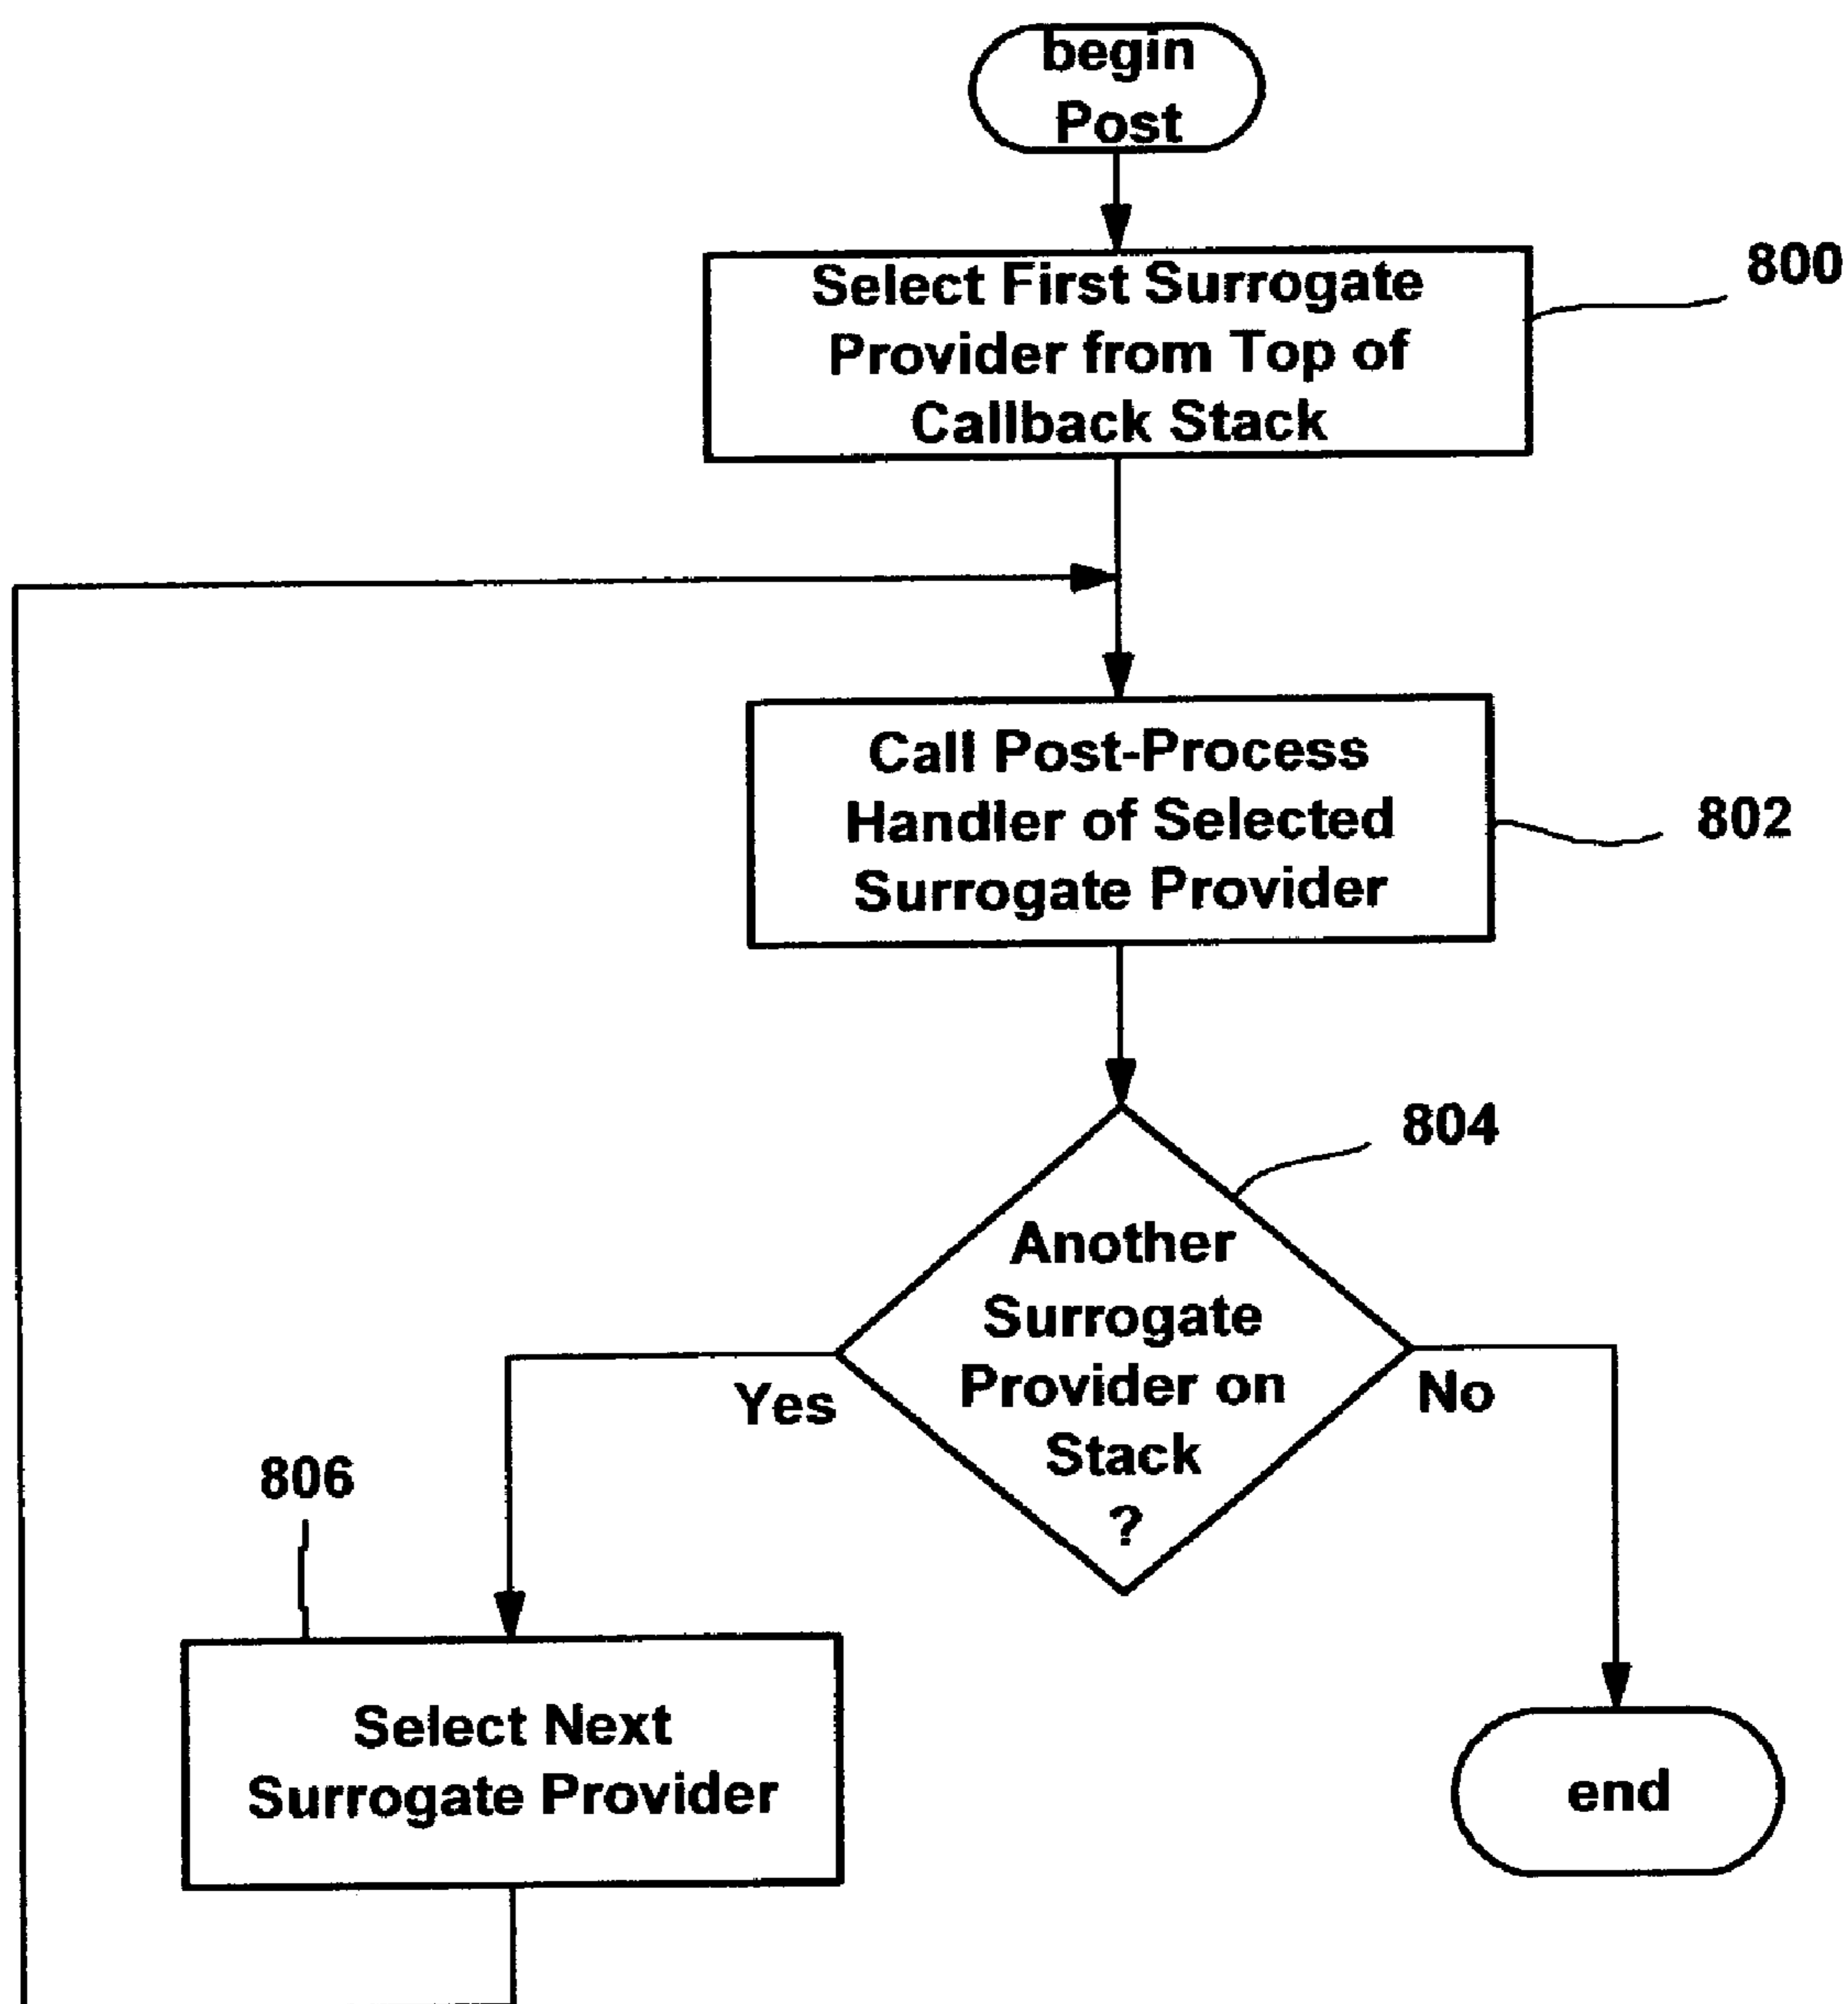 begin
Post
Select First Surrogate
Provider from Top of
Callback Stack
800
Call Post-Process
Handler of Selected
Surrogate Provider
802
804
Another
Surrogate
Provider on
Stack
?
Yes
No
806
Select Next
Surrogate Provider
end